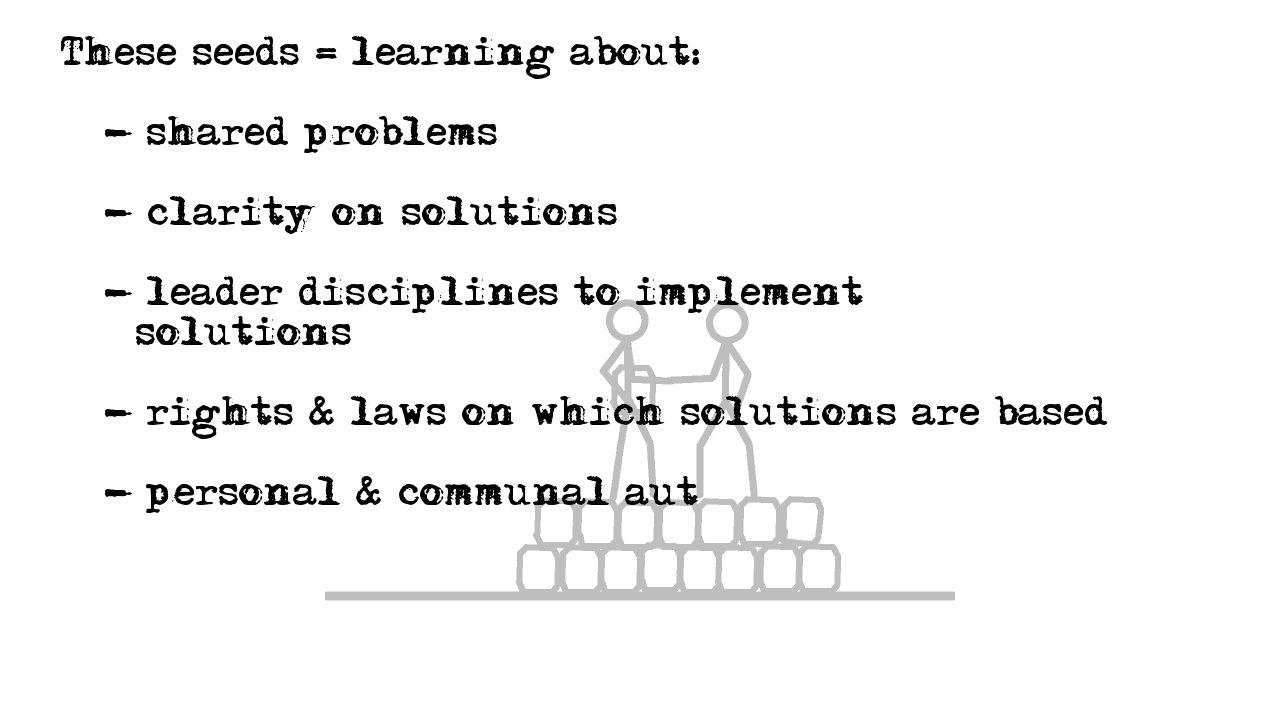 These seeds = learning about:
- shared problems
- clarity on solutions
- leader disciplines to implement
solutions
- rights & laws on which solutions are based
- personal & communal aut